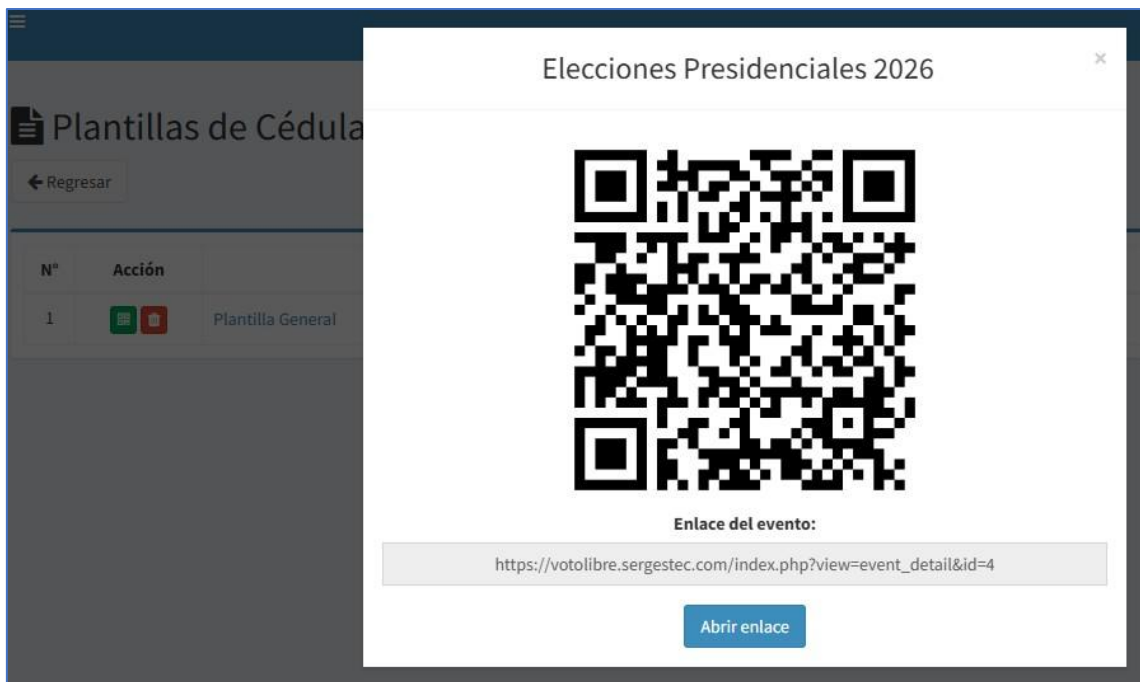 Elecciones Presidenciales 2026
×
Plantillas de Cédula
Regresar
N° Acción
1 Plantilla General
Enlace del evento:
https://votolibre.sergestec.com/index.php?view=event_detail&id=4
Abrir enlace